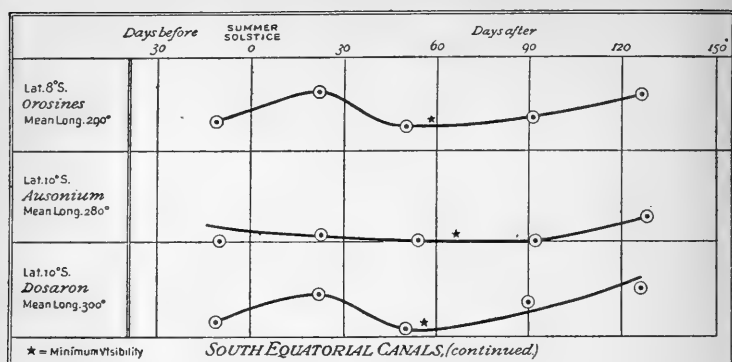 Days before SUMMER SOLSTICE Days after
30 0 30 60 90 120 150°
Lat. 8°S.
Orosines
Mean Long. 290°
Lat. 10°S.
Ausonium
Mean Long. 280°
Lat. 10°S.
Dosaron
Mean Long. 300°
★ = Minimum Visibility SOUTH EQUATORIAL CANALS, (continued)